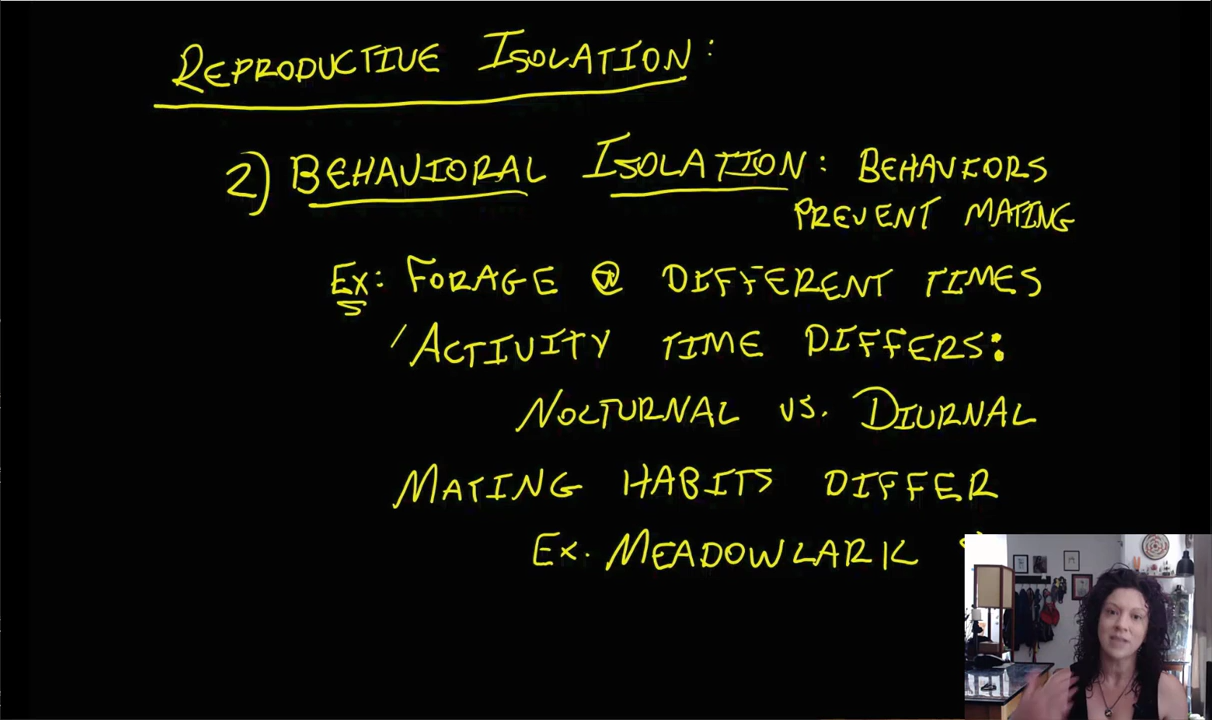 REPRODUCTIVE ISOLATION:
2) BEHAVIORAL ISOLATION: BEHAVIORS
PREVENT MATING
EX: FORAGE @ DIFFERENT TIMES
/ACTIVITY TIME DIFFERS:
NOCTURNAL VS. DIURNAL
MATING HABITS DIFFER
EX. MEADOWLARK